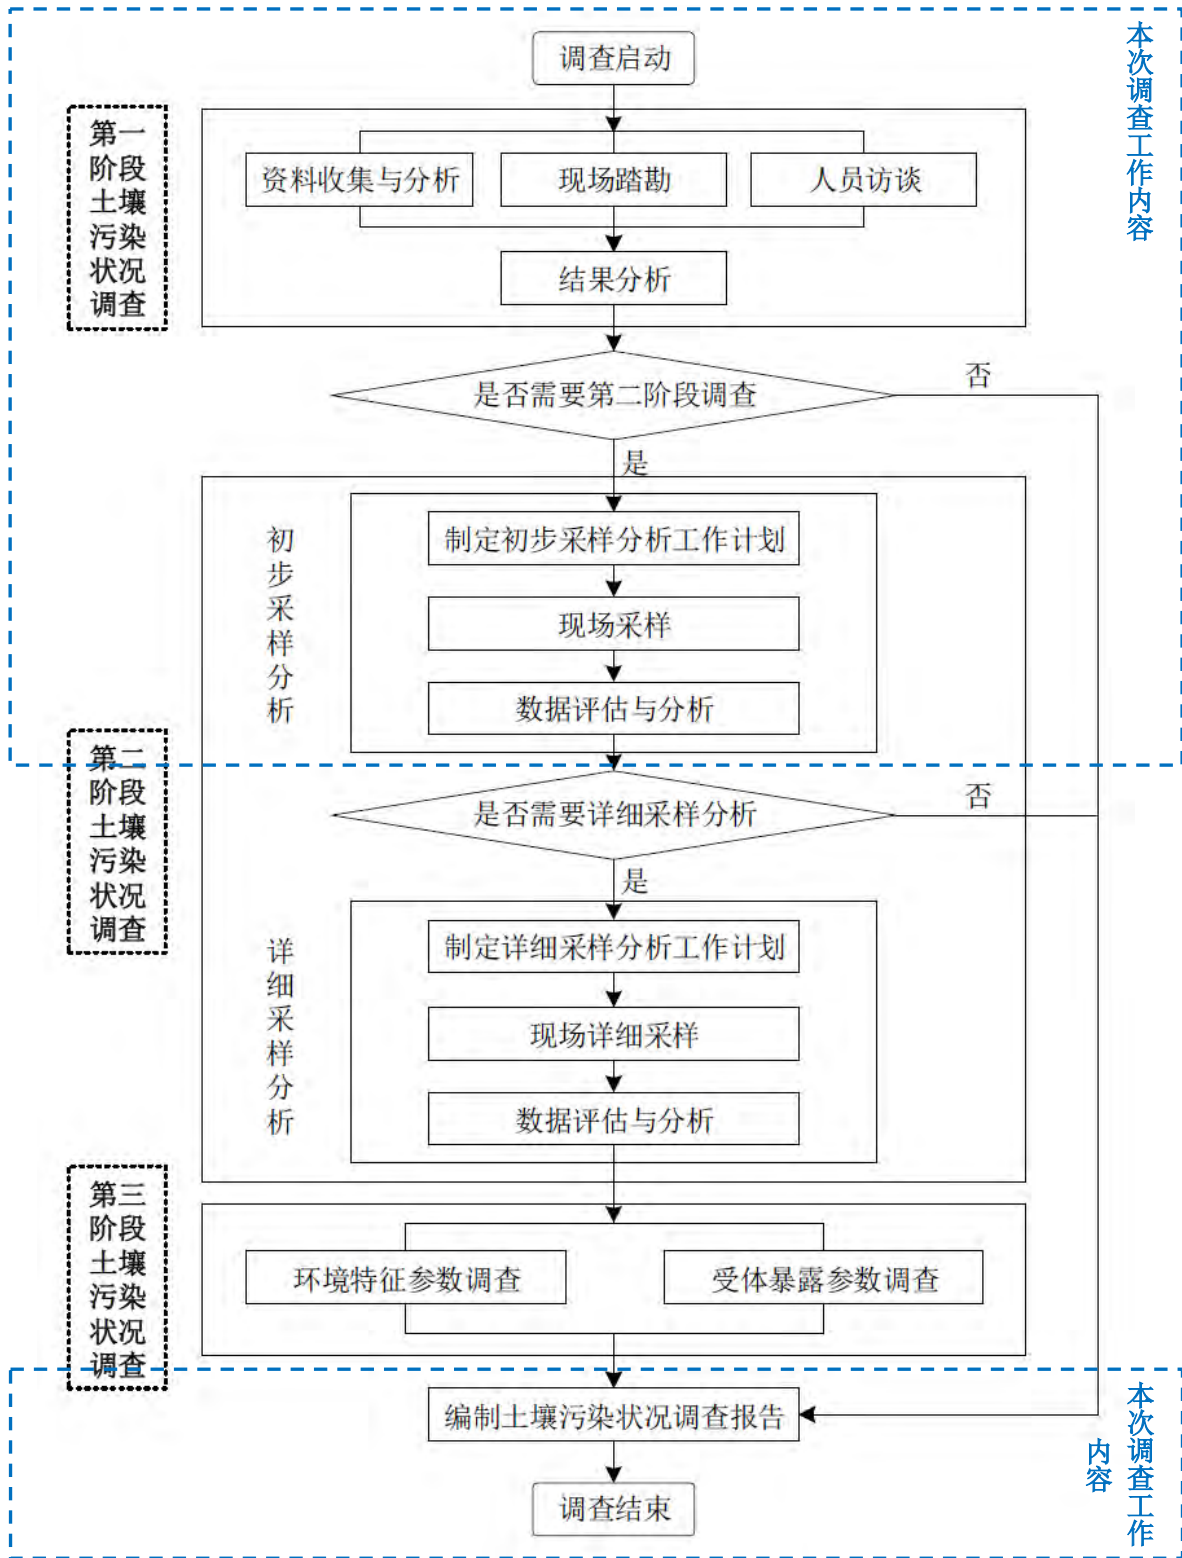 本次调查工作内容
调查启动
第一
阶段
土壤
污染
状况
调查
资料收集与分析
现场踏勘
人员访谈
结果分析
是否需要第二阶段调查
否
是
初步采样分析
制定初步采样分析工作计划
现场采样
数据评估与分析
第二
阶段
土壤
污染
状况
调查
是否需要详细采样分析
否
是
详细采样分析
制定详细采样分析工作计划
现场详细采样
数据评估与分析
第三
阶段
土壤
污染
状况
调查
环境特征参数调查
受体暴露参数调查
编制土壤污染状况调查报告
本次调查工作
内容
调查结束